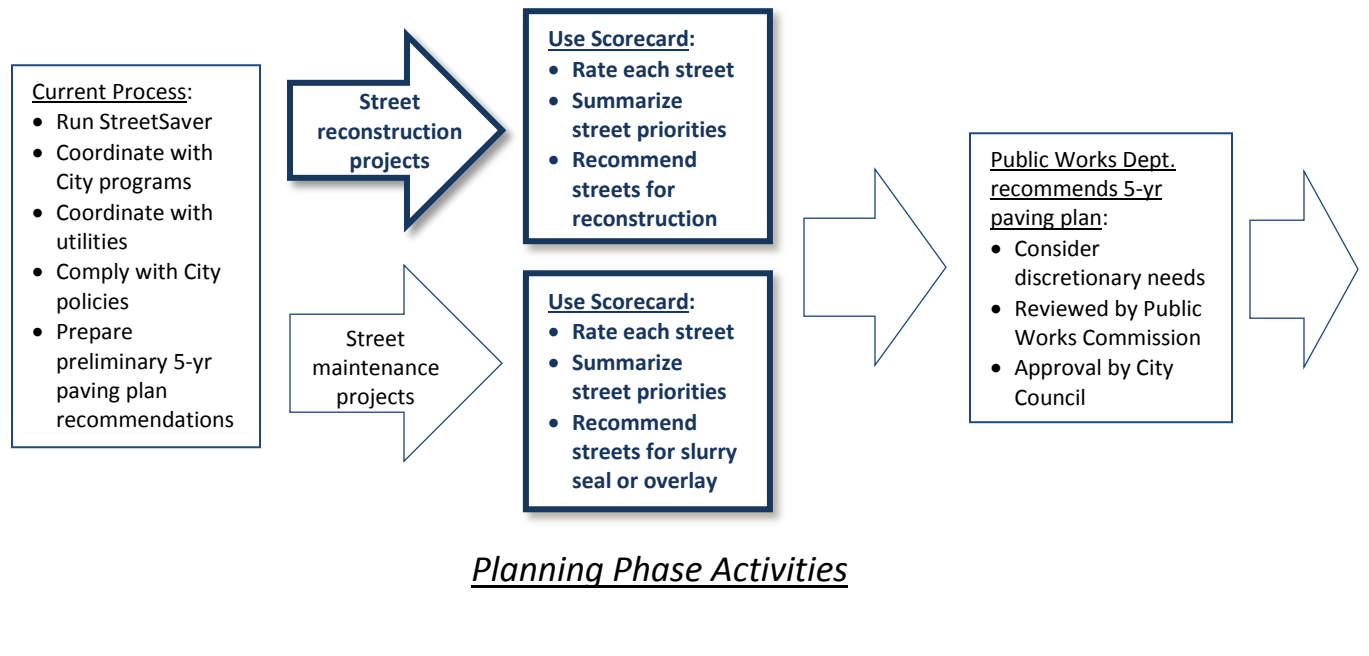 Current Process:
• Run StreetSaver
• Coordinate with
City programs
• Coordinate with
utilities
• Comply with City
policies
• Prepare
preliminary 5-yr
paving plan
recommendations
Street
reconstruction
projects
Street
maintenance
projects
Use Scorecard:
• Rate each street
• Summarize
street priorities
• Recommend
streets for
reconstruction
Use Scorecard:
• Rate each street
• Summarize
street priorities
• Recommend
streets for slurry
seal or overlay
Public Works Dept.
recommends 5-yr
paving plan:
• Consider
discretionary needs
• Reviewed by Public
Works Commission
• Approval by City
Council
Planning Phase Activities